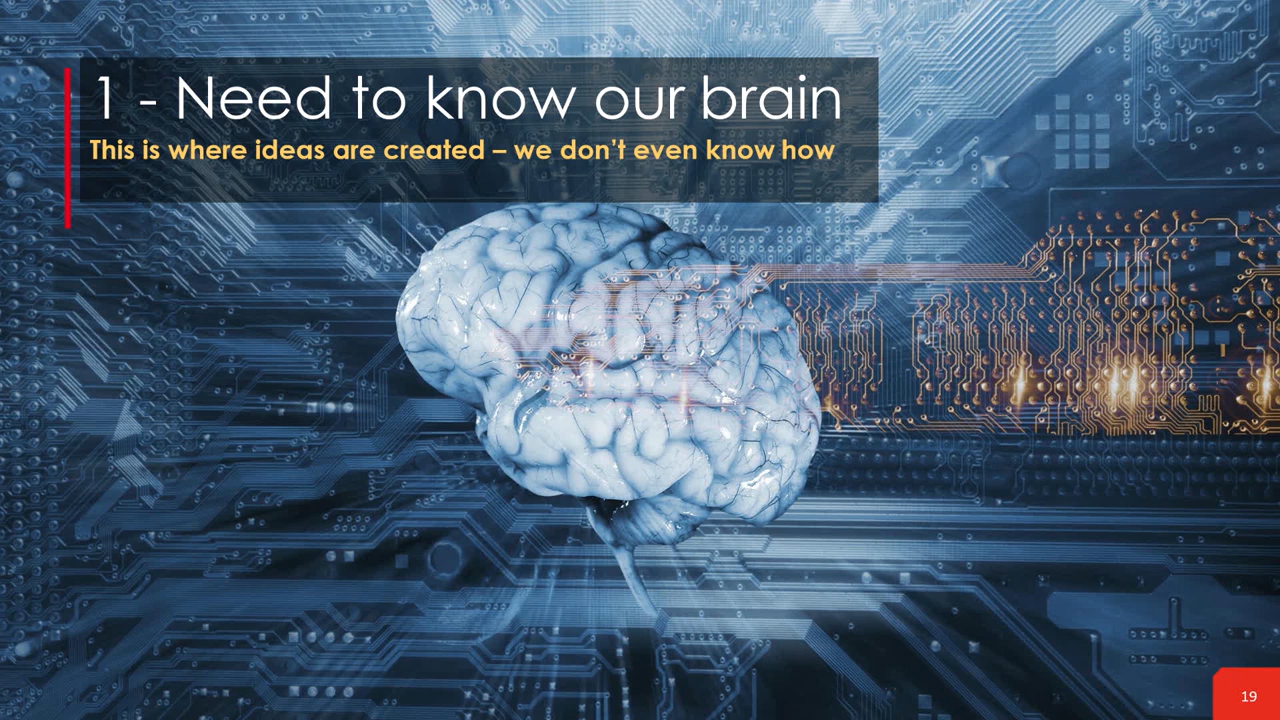 1 - Need to know our brain
This is where ideas are created – we don’t even know how
19